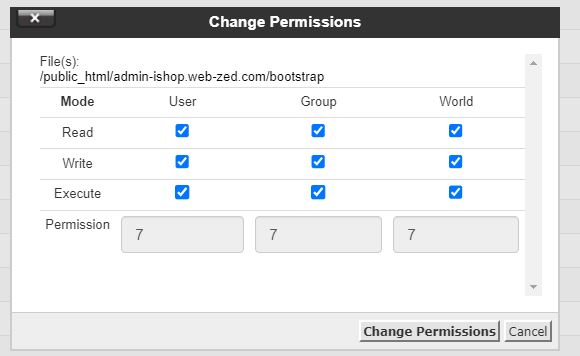 Change Permissions
File(s):
/public_html/admin-ishop.web-zed.com/bootstrap
Mode User Group World
Read
Write
Execute
Permission 7 7 7
Change Permissions Cancel